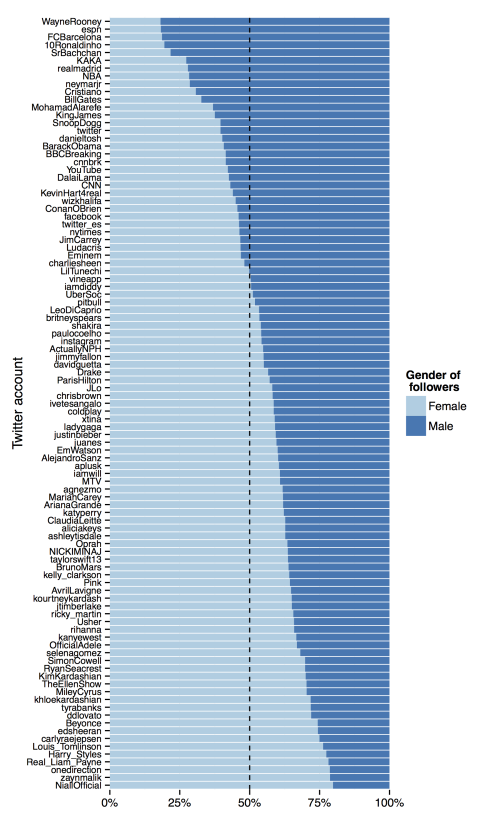 WayneRooney
espn
FCBarcelona
10Ronaldinho
SrBachchan
KAKA
realmadrid
NBA
neymarjr
Cristiano
BillGates
MohamadAlarefe
KingJames
SnoopDogg
twitter
danieltosh
BarackObama
BBCBreaking
cnnbrk
YouTube
DalaiLama
CNN
KevinHart4real
wizkhalifa
ConanOBrien
facebook
twitter_es
nytimes
JimCarrey
Ludacris
Eminem
charliesheen
LilTunechi
vineapp
iamdiddy
UberSoc
pitbull
LeoDiCaprio
britneyspears
shakira
paulocoelho
instagram
ActuallyNPH
jimmyfallon
davidguetta
Drake
ParisHilton
JLo
chrisbrown
ivetesangalo
coldplay
xtina
ladygaga
justinbieber
juanes
EmWatson
AlejandroSanz
aplusk
iamwill
MTV
agnezmo
MariahCarey
ArianaGrande
katyperry
ClaudiaLeitte
aliciakeys
ashleytisdale
Oprah
NICKIMINAJ
taylorswift13
BrunoMars
kelly_clarkson
Pink
AvrilLavigne
kourtneykardash
jtimberlake
ricky_martin
Usher
rihanna
kanyewest
OfficialAdele
selenagomez
SimonCowell
RyanSeacrest
KimKardashian
TheEllenShow
MileyCyrus
khloekardashian
tyrabanks
ddlovato
Beyonce
edsheeran
carlyraejepsen
Louis_Tomlinson
Harry_Styles
Real_Liam_Payne
onedirection
zaynmalik
NiallOfficial
0%
25%
50%
75%
100%
Twitter account
Gender of
followers
Female
Male